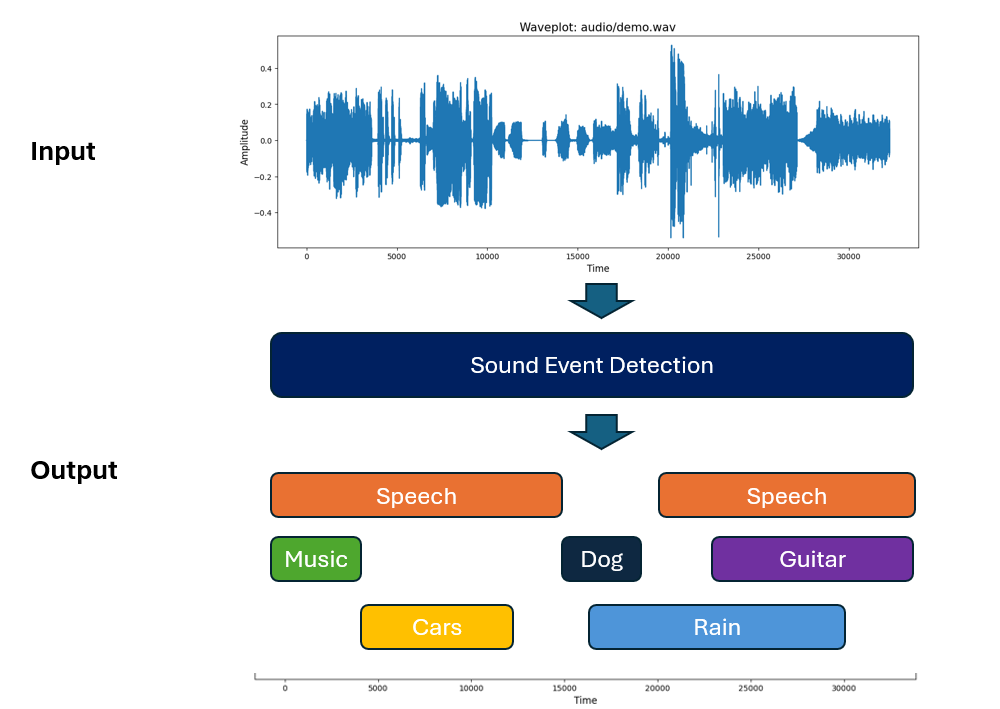 Waveplot: audio/demo.wav
Input
Amplitude
0.4
0.2
0.0
−0.2
−0.4
0 5000 10000 15000 20000 25000 30000
Time
Sound Event Detection
Output
Speech Speech
Music Dog Guitar
Cars Rain
0 5000 10000 15000 20000 25000 30000
Time